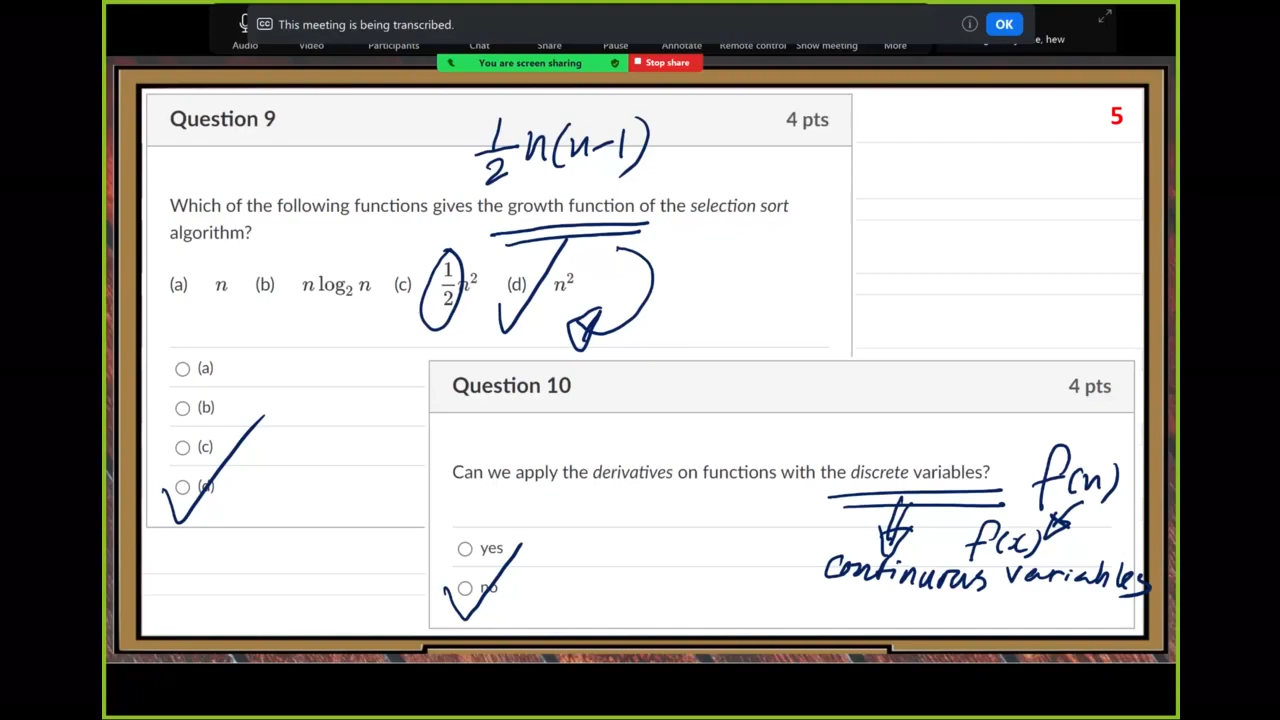 CC This meeting is being transcribed.
OK
Audio Video Participants Chat Share Pause Annotate Remote control Show meeting More
e, hew
You are screen sharing
Stop share
Question 9
4 pts
5
1/2 n(n-1)
Which of the following functions gives the growth function of the selection sort
algorithm?
(a) n (b) n log₂ n (c) 1/2 n² (d) n²
(a)
(b)
(c)
(d)
Question 10
4 pts
Can we apply the derivatives on functions with the discrete variables?
f(n)
f(x)
continuous variables
yes
no